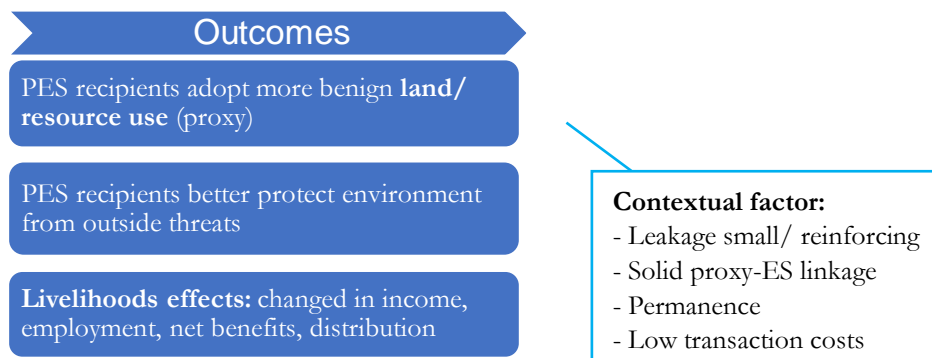 Outcomes
PES recipients adopt more benign land/
resource use (proxy)
PES recipients better protect environment
from outside threats
Livelihoods effects: changed in income,
employment, net benefits, distribution
Contextual factor:
- Leakage small/ reinforcing
- Solid proxy-ES linkage
- Permanence
- Low transaction costs